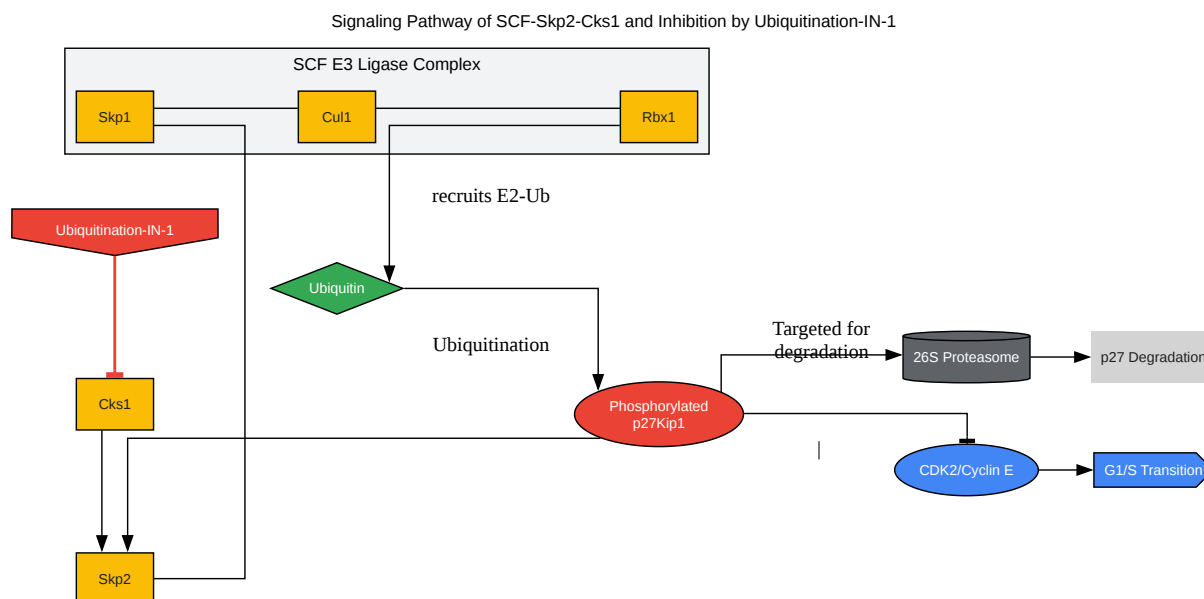 Signaling Pathway of SCF-Skp2-Cks1 and Inhibition by Ubiquitination-IN-1
SCF E3 Ligase Complex
Skp1
Cul1
Rbx1
recruits E2-Ub
Ubiquitination-IN-1
Ubiquitin
Ubiquitination
Targeted for
degradation
26S Proteasome
p27 Degradation
Cks1
Phosphorylated
p27Kip1
|
CDK2/Cyclin E
G1/S Transition
Skp2